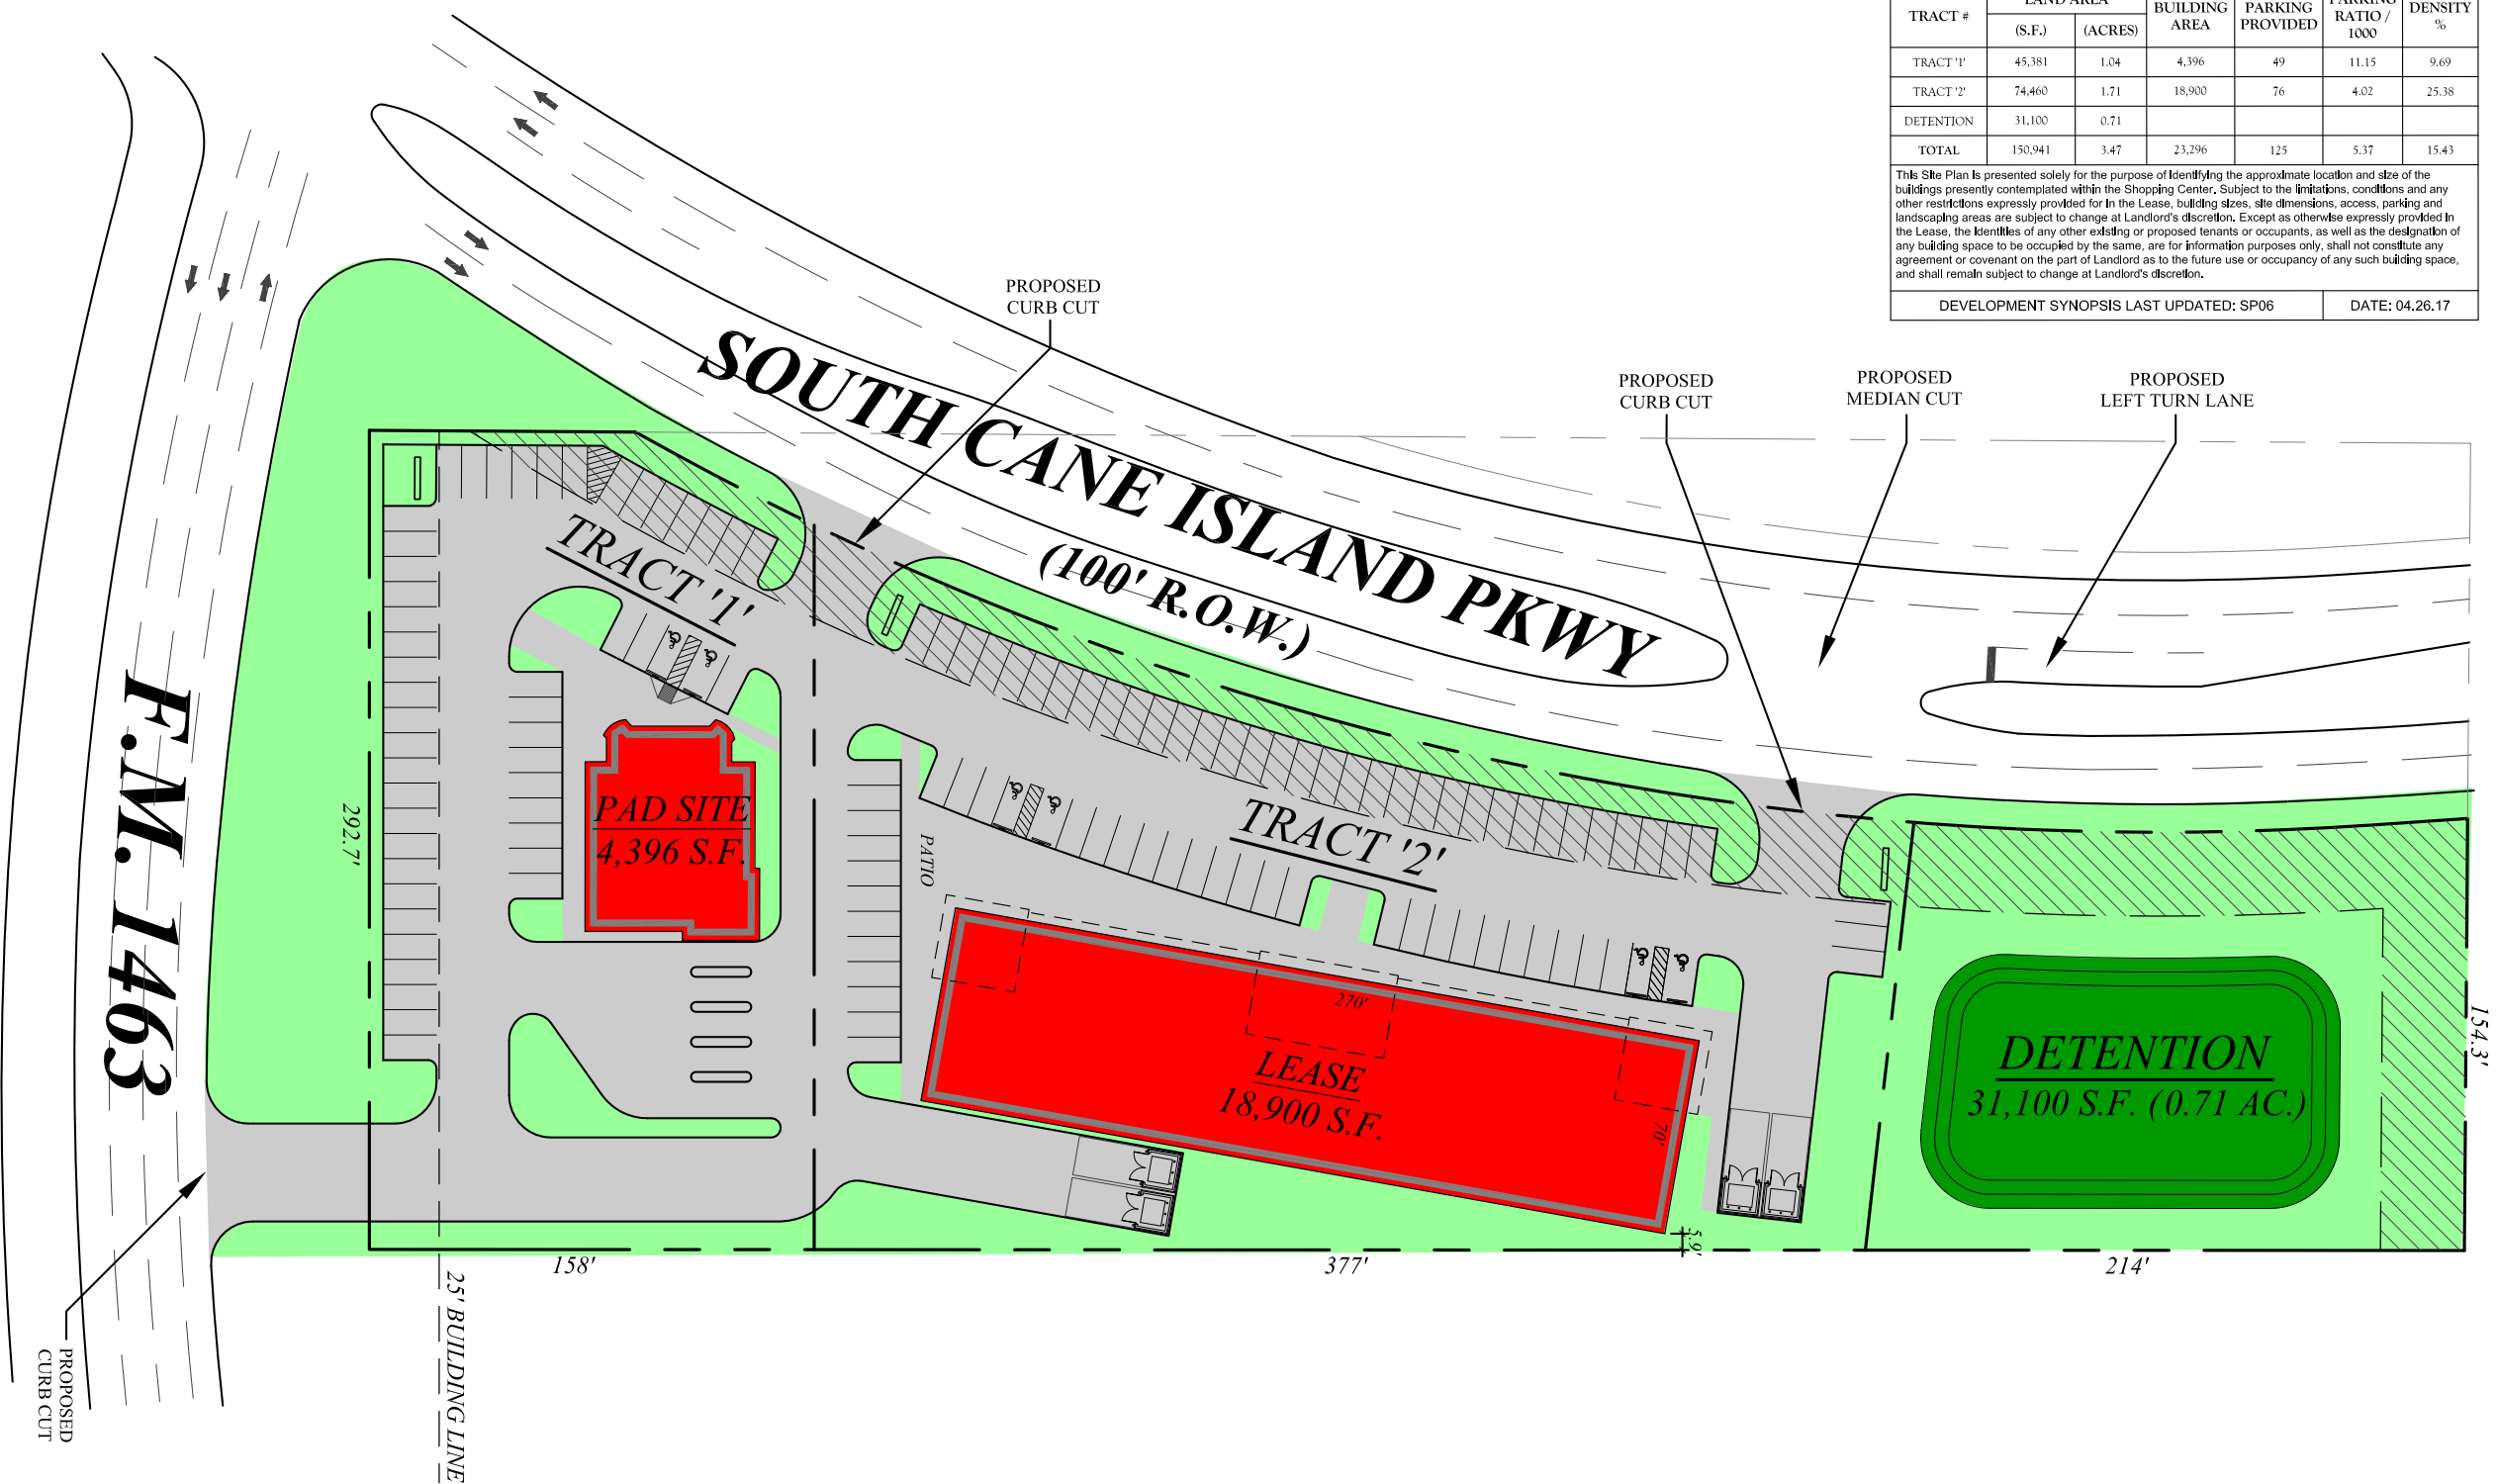 LAND AREA
TRACT # BUILDING AREA PARKING PROVIDED PARKING RATIO / 1000 DENSITY %
(S.F.) (ACRES)
TRACT '1' 45,381 1.04 4,396 49 11.15 9.69
TRACT '2' 74,460 1.71 18,900 76 4.02 25.38
DETENTION 31,100 0.71
TOTAL 150,941 3.47 23,296 125 5.37 15.43
This Site Plan is presented solely for the purpose of identifying the approximate location and size of the
buildings presently contemplated within the Shopping Center. Subject to the limitations, conditions and any
other restrictions expressly provided for in the Lease, building sizes, site dimensions, access, parking and
landscaping areas are subject to change at Landlord's discretion. Except as otherwise expressly provided in
the Lease, the identities of any other existing or proposed tenants or occupants, as well as the designation of
any building space to be occupied by the same, are for information purposes only, shall not constitute any
agreement or covenant on the part of Landlord as to the future use or occupancy of any such building space,
and shall remain subject to change at Landlord's discretion.
DEVELOPMENT SYNOPSIS LAST UPDATED: SP06 DATE: 04.26.17
PROPOSED
CURB CUT
PROPOSED
CURB CUT
PROPOSED
MEDIAN CUT
PROPOSED
LEFT TURN LANE
SOUTH CANE ISLAND PKWY
(100' R.O.W.)
TRACT '1'
F.M. 1463
292.7'
PAD SITE
4,396 S.F.
PATIO
TRACT '2'
270'
LEASE
18,900 S.F.
70'
DETENTION
31,100 S.F. (0.71 AC.)
154.3'
5.9'
158'
377'
214'
25' BUILDING LINE
PROPOSED
CURB CUT